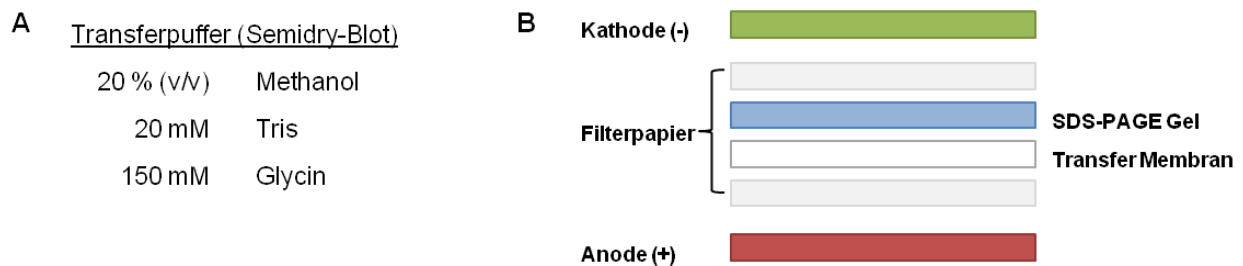 A
Transferpuffer (Semidry-Blot)
20 % (v/v) Methanol
20 mM Tris
150 mM Glycin
B
Kathode (-)
Filterpapier
SDS-PAGE Gel
Transfer Membran
Anode (+)